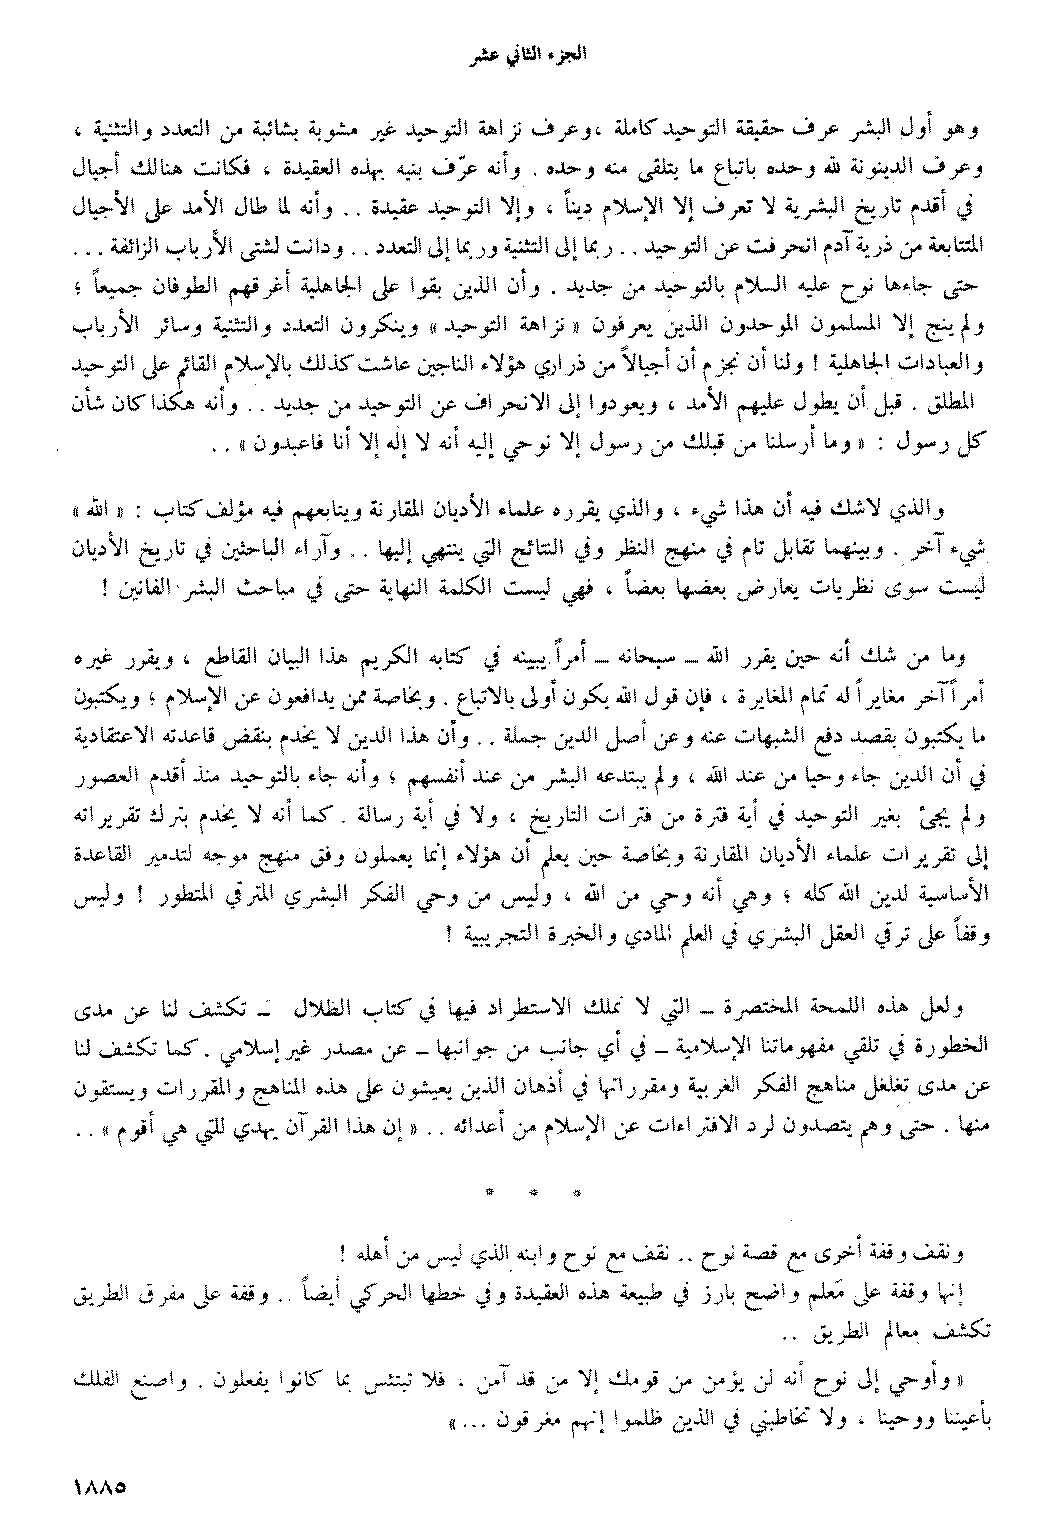 الجزء الثاني عشر
وهو أول البشر عرف حقيقة التوحيد كاملة ،وعرف نزاهة التوحيد غير مشوبة بشائبة من التعدد والتثنية ،
وعرف الدينونة لله وحده باتباع ما يتلقى منه وحده . وأنه عرّف بنيه بهذه العقيدة ، فكانت هنالك أجيال
في أقدم تاريخ البشرية لا تعرف إلا الإسلام ديناً ، وإلا التوحيد عقيدة .. وأنه لما طال الأمد على الأجيال
المتتابعة من ذرية آدم انحرفت عن التوحيد .. ربما إلى التثنية وربما إلى التعدد .. ودانت لشتى الأرباب الزائفة ...
حتى جاءها نوح عليه السلام بالتوحيد من جديد . وأن الذين بقوا على الجاهلية أغرقهم الطوفان جميعاً ؛
ولم ينج إلا المسلمون الموحدون الذين يعرفون « نزاهة التوحيد » وينكرون التعدد والتثنية وسائر الأرباب
والعبادات الجاهلية ! ولنا أن نجزم أن أجيالاً من ذراري هؤلاء الناجين عاشت كذلك بالإسلام القائم على التوحيد
المطلق . قبل أن يطول عليهم الأمد ، ويعودوا إلى الانحراف عن التوحيد من جديد .. وأنه هكذا كان شأن
كل رسول : « وما أرسلنا من قبلك من رسول إلا نوحي إليه أنه لا إله إلا أنا فاعبدون » ..
والذي لاشك فيه أن هذا شيء ، والذي يقرره علماء الأديان المقارنة ويتابعهم فيه مؤلف كتاب : « الله »
شيء آخر . وبينهما تقابل تام في منهج النظر وفي النتائج التي ينتهي إليها .. وآراء الباحثين في تاريخ الأديان
ليست سوى نظريات يعارض بعضها بعضاً ، فهي ليست الكلمة النهاية حتى في مباحث البشر الفانين !
وما من شك أنه حين يقرر الله – سبحانه – أمراً يبينه في كتابه الكريم هذا البيان القاطع ، ويقرر غيره
أمراً آخر مغايراً له تمام المغايرة ، فإن قول الله يكون أولى بالاتباع . وبخاصة ممن يدافعون عن الإسلام ؛ ويكتبون
ما يكتبون بقصد دفع الشبهات عنه وعن أصل الدين جملة .. وأن هذا الدين لا يخدم بنقض قاعدته الاعتقادية
في أن الدين جاء وحيا من عند الله ، ولم يبتدعه البشر من عند أنفسهم ؛ وأنه جاء بالتوحيد منذ أقدم العصور
ولم يجئ بغير التوحيد في أية فترة من فترات التاريخ ، ولا في أية رسالة . كما أنه لا يخدم بترك تقريراته
إلى تقريرات علماء الأديان المقارنة وبخاصة حين يعلم أن هؤلاء إنما يعملون وفق منهج موجه لتدمير القاعدة
الأساسية لدين الله كله ؛ وهي أنه وحي من الله ، وليس من وحي الفكر البشري المترقي المتطور ! وليس
وقفاً على ترقي العقل البشري في العلم المادي والخبرة التجريبية !
ولعل هذه اللمحة المختصرة – التي لا نملك الاستطراد فيها في كتاب الظلال – تكشف لنا عن مدى
الخطورة في تلقي مفهوماتنا الإسلامية – في أي جانب من جوانبها – عن مصدر غير إسلامي . كما تكشف لنا
عن مدى تغلغل مناهج الفكر الغربية ومقرراتها في أذهان الذين يعيشون على هذه المناهج والمقررات ويستقون
منها . حتى وهم يتصدون لرد الافتراءات عن الإسلام من أعدائه .. « إن هذا القرآن يهدي للتي هي أقوم » ..
* * *
ونقف وقفة أخرى مع قصة نوح .. نقف مع نوح وابنه الذي ليس من أهله !
إنها وقفة على مَعلم واضح بارز في طبيعة هذه العقيدة وفي خطها الحركي أيضاً .. وقفة على مفرق الطريق
تكشف معالم الطريق ..
« وأوحي إلى نوح أنه لن يؤمن من قومك إلا من قد آمن ، فلا تبتئس بما كانوا يفعلون . واصنع الفلك
بأعيننا ووحينا ، ولا تخاطبني في الذين ظلموا إنهم مغرقون ... »
١٨٨٥